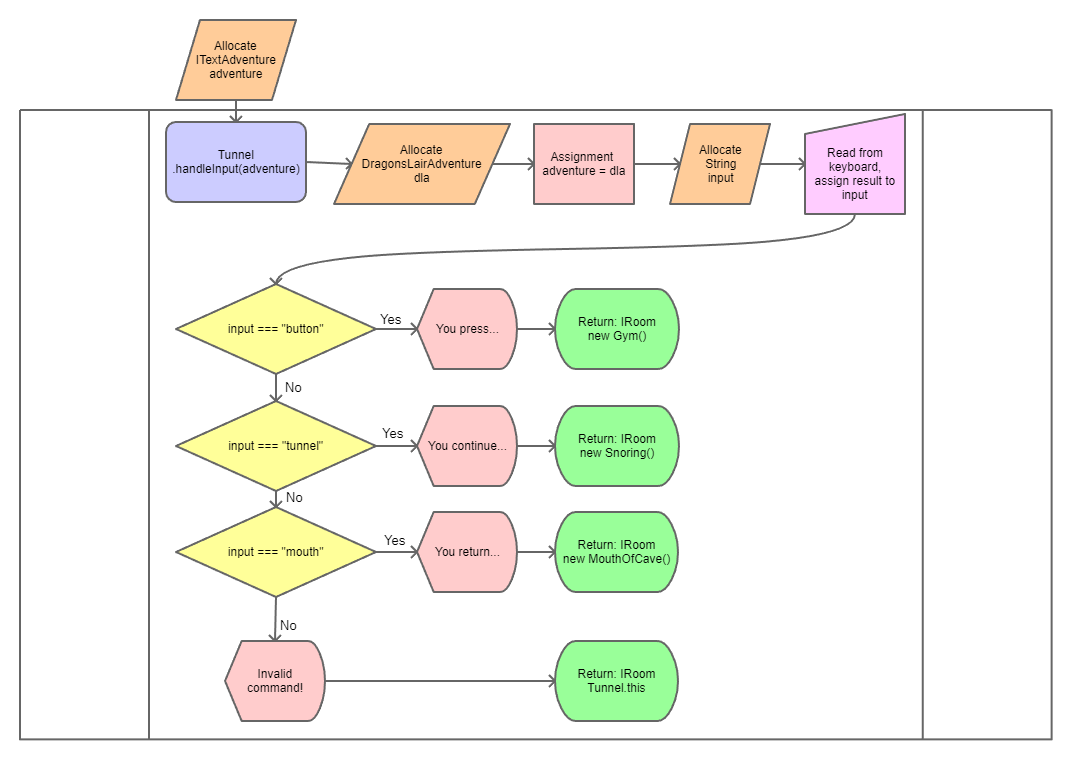 Allocate
ITextAdventure
adventure
Tunnel
.handleInput(adventure)
Allocate
DragonsLairAdventure
dla
Assignment
adventure = dla
Allocate
String
input
Read from
keyboard,
assign result to
input
input === "button"
Yes
You press...
Return: IRoom
new Gym()
No
input === "tunnel"
Yes
You continue...
Return: IRoom
new Snoring()
No
input === "mouth"
Yes
You return...
Return: IRoom
new MouthOfCave()
No
Invalid
command!
Return: IRoom
Tunnel.this